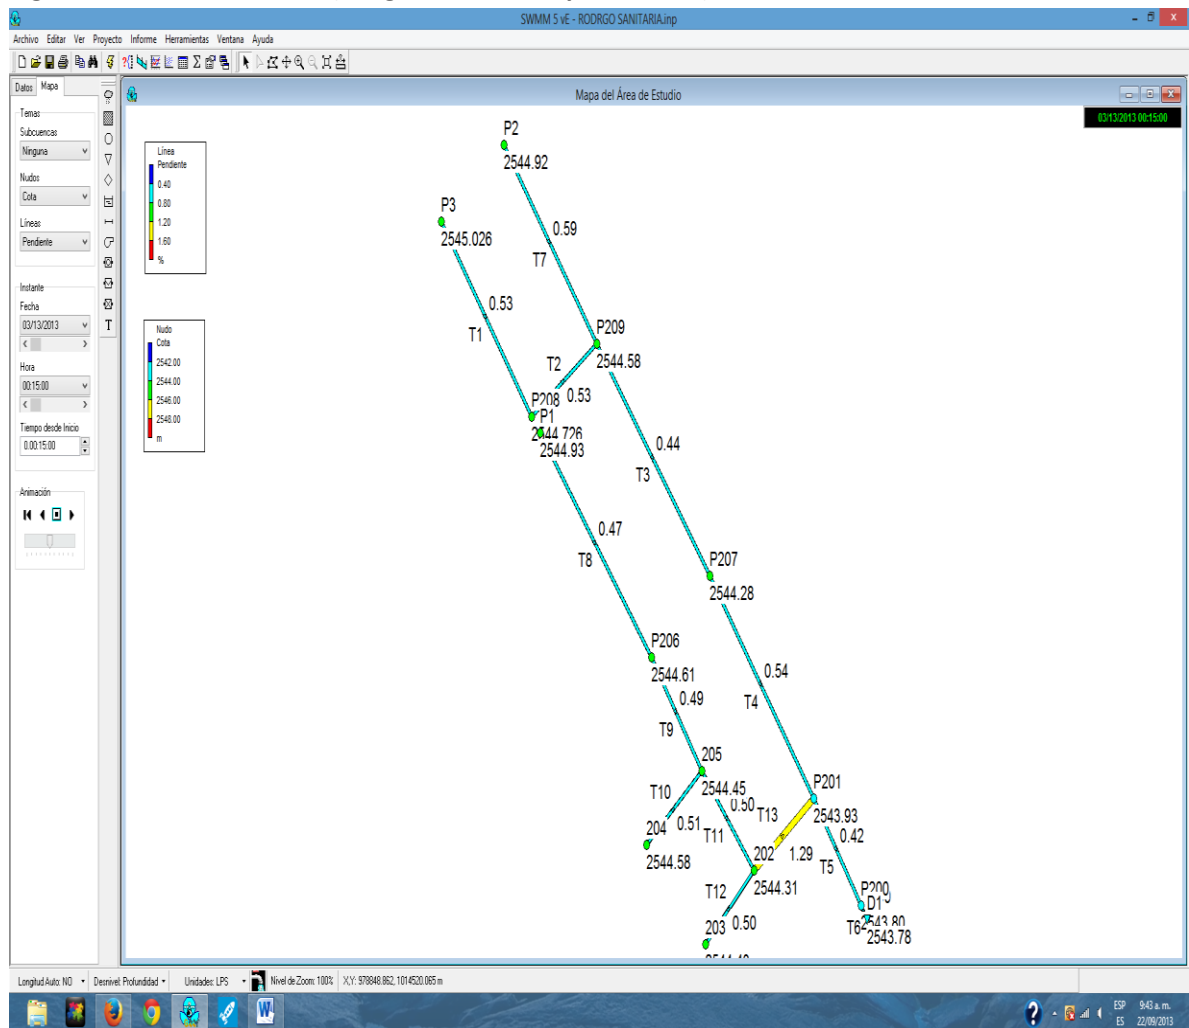 SWMM 5 vE - RODRGO SANITARIA.inp
Archivo Editar Ver Proyecto Informe Herramientas Ventana Ayuda
Datos Mapa
Temas
Subcuencas
Ninguna
Nudos
Cota
Líneas
Pendiente
Instante
Fecha
03/13/2013
Hora
00:15:00
Tiempo desde Inicio
0.00:15:00
Animación
T
Mapa del Área de Estudio
03/13/2013 00:15:00
Línea
Pendiente
0.40
0.80
1.20
1.60
%
Nudo
Cota
2542.00
2544.00
2546.00
2548.00
m
P2
2544.92
P3
2545.026
0.59
T7
0.53
T1
P209
2544.58
T2
0.53
P208
P1
2544.726
2544.93
0.44
T3
0.47
T8
P207
2544.28
P206
2544.61
0.49
T9
0.54
T4
205
2544.45
T10
0.50
T13
P201
2543.93
204
0.51
T11
2544.58
0.42
202
1.29
T5
2544.31
T12
P200
D1
203
0.50
T6
2543.80
2543.78
Longitud Auto: NO
Desnivel: Profundidad
Unidades: LPS
Nivel de Zoom: 100%
X,Y: 978848.862, 1014520.065 m
ESP
ES
9:43 a. m.
22/09/2013